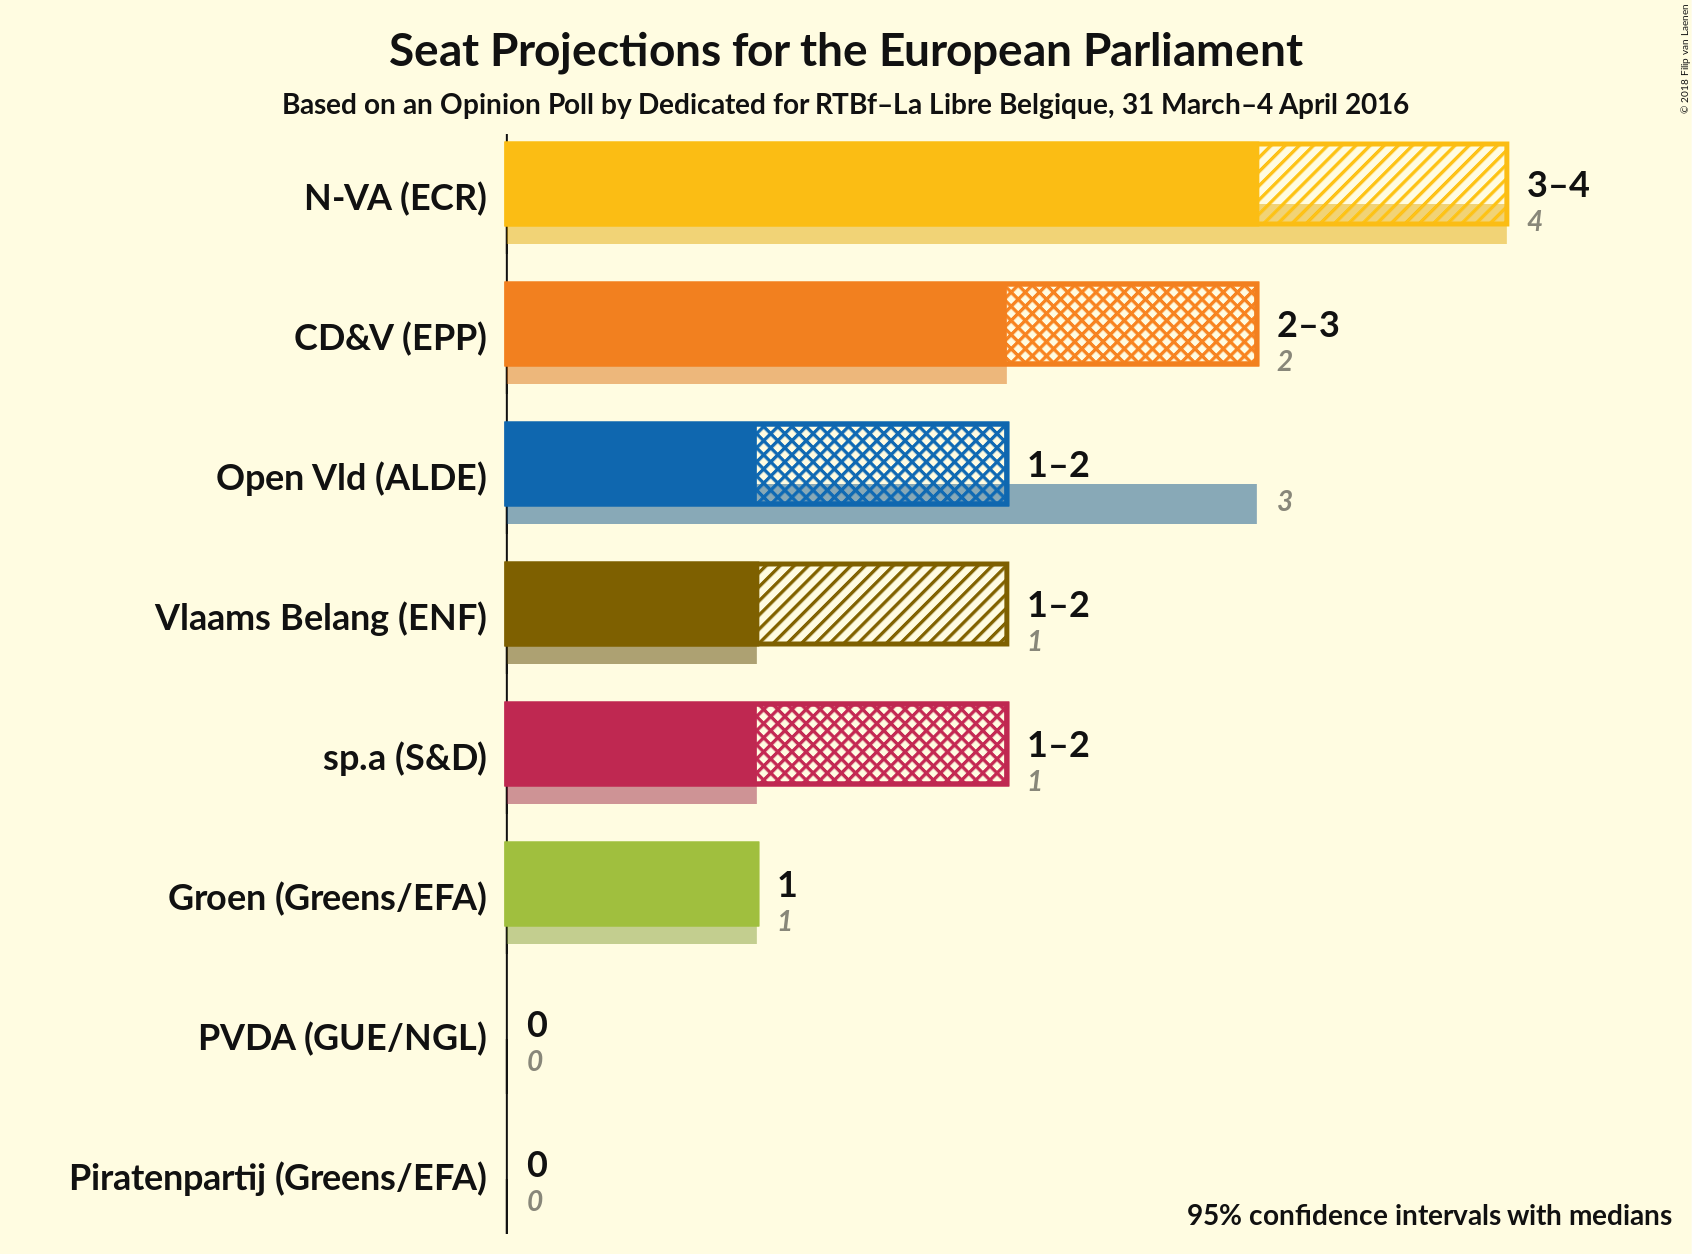 Seat Projections for the European Parliament
Based on an Opinion Poll by Dedicated for RTBf–La Libre Belgique, 31 March–4 April 2016
© 2018 Filip van Laenen
N-VA (ECR)
3–4
4
CD&V (EPP)
2–3
2
Open Vld (ALDE)
1–2
3
Vlaams Belang (ENF)
1–2
1
sp.a (S&D)
1–2
1
Groen (Greens/EFA)
1
1
PVDA (GUE/NGL)
0
0
Piratenpartij (Greens/EFA)
0
0
95% confidence intervals with medians